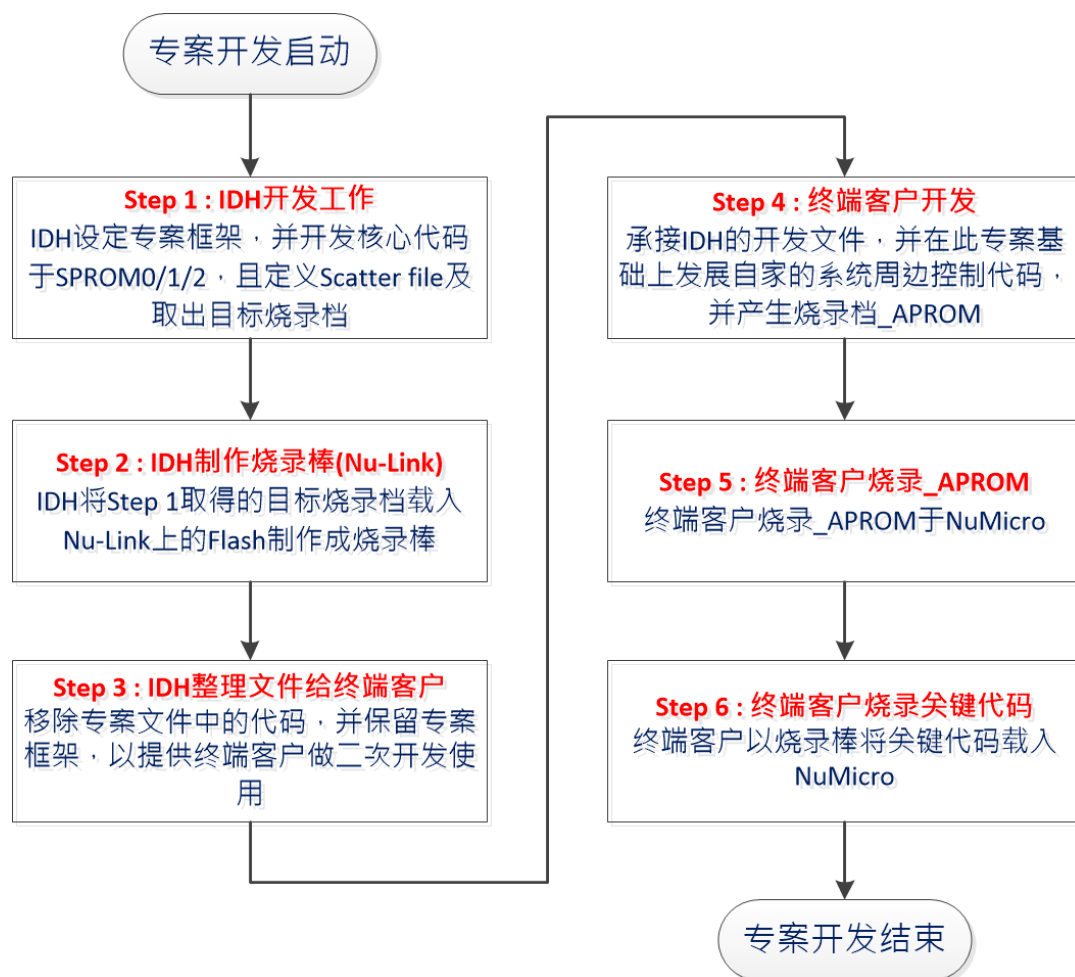 专案开发启动
Step 1 : IDH开发工作
IDH设定专案框架，并开发核心代码
于SPROM0/1/2，且定义Scatter file及
取出目标烧录档
Step 2 : IDH制作烧录棒(Nu-Link)
IDH将Step 1取得的目标烧录档载入
Nu-Link上的Flash制作成烧录棒
Step 3 : IDH整理文件给终端客户
移除专案文件中的代码，并保留专案
框架，以提供终端客户做二次开发使
用
Step 4 : 终端客户开发
承接IDH的开发文件，并在此专案基
础上发展自家的系统周边控制代码，
并产生烧录档_APROM
Step 5 : 终端客户烧录_APROM
终端客户烧录_APROM于NuMicro
Step 6 : 终端客户烧录关键代码
终端客户以烧录棒将关键代码载入
NuMicro
专案开发结束